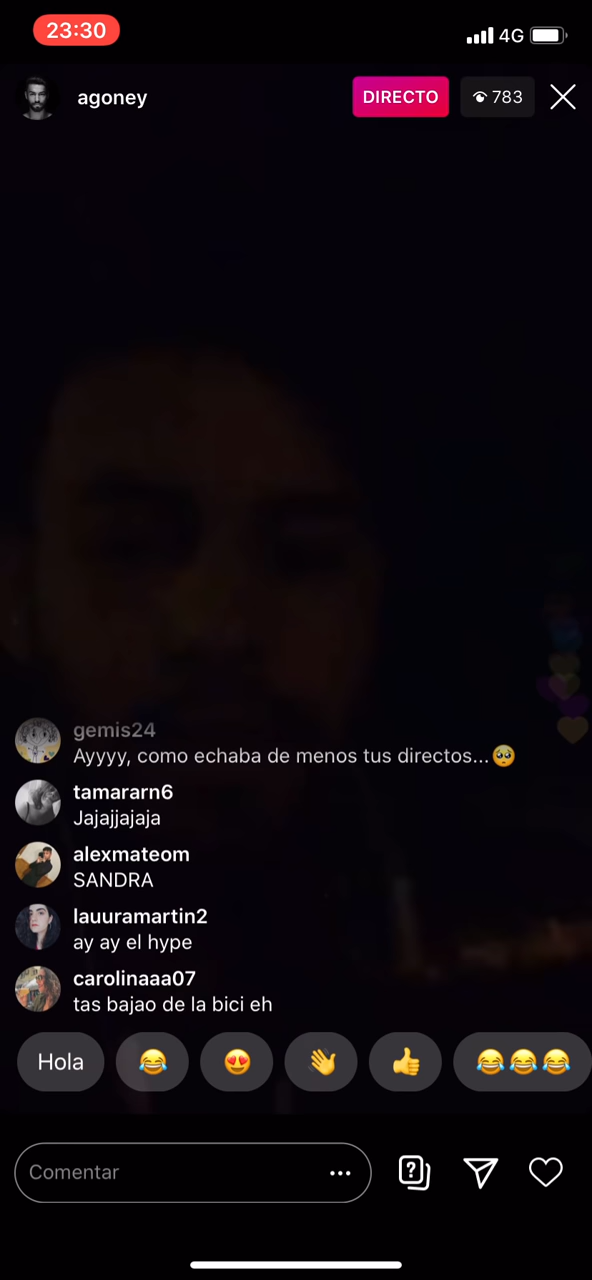 23:30
4G
agoney
DIRECTO
783
gemis24
Ayyyy, como echaba de menos tus directos...🥺
tamararn6
Jajajjajaja
alexmateom
SANDRA
lauuramartin2
ay ay el hype
carolinaaa07
tas bajao de la bici eh
Hola 😂 😍 👋 👍 😂😂😂
Comentar